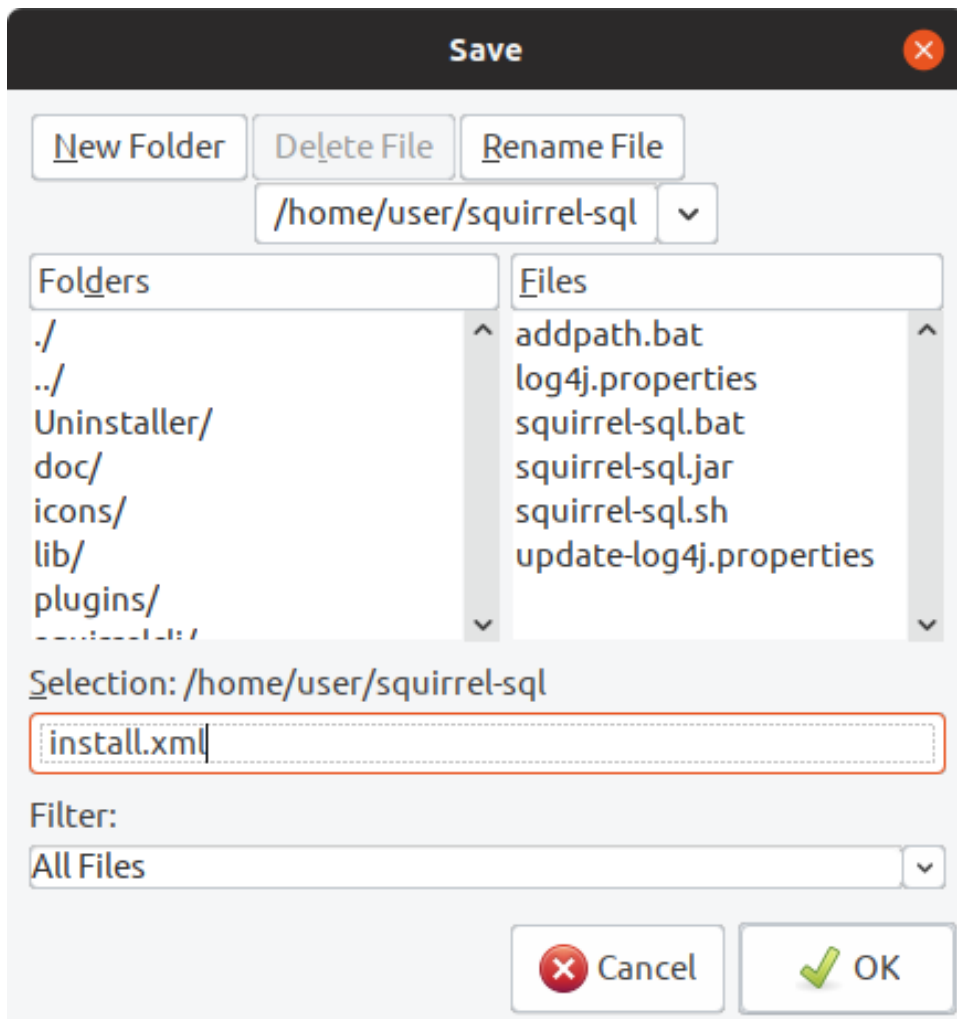 Save
New Folder Delete File Rename File
/home/user/squirrel-sql
Folders
./
../
Uninstaller/
doc/
icons/
lib/
plugins/
Files
addpath.bat
log4j.properties
squirrel-sql.bat
squirrel-sql.jar
squirrel-sql.sh
update-log4j.properties
Selection: /home/user/squirrel-sql
install.xml
Filter:
All Files
Cancel OK